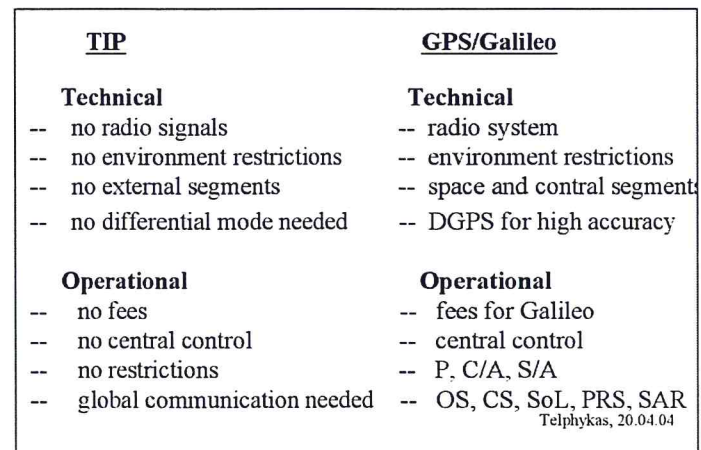 TIP
Technical
-- no radio signals
-- no environment restrictions
-- no external segments
-- no differential mode needed
Operational
-- no fees
-- no central control
-- no restrictions
-- global communication needed
GPS/Galileo
Technical
-- radio system
-- environment restrictions
-- space and contral segments
-- DGPS for high accuracy
Operational
-- fees for Galileo
-- central control
-- P, C/A, S/A
-- OS, CS, SoL, PRS, SAR
Telphykas, 20.04.04